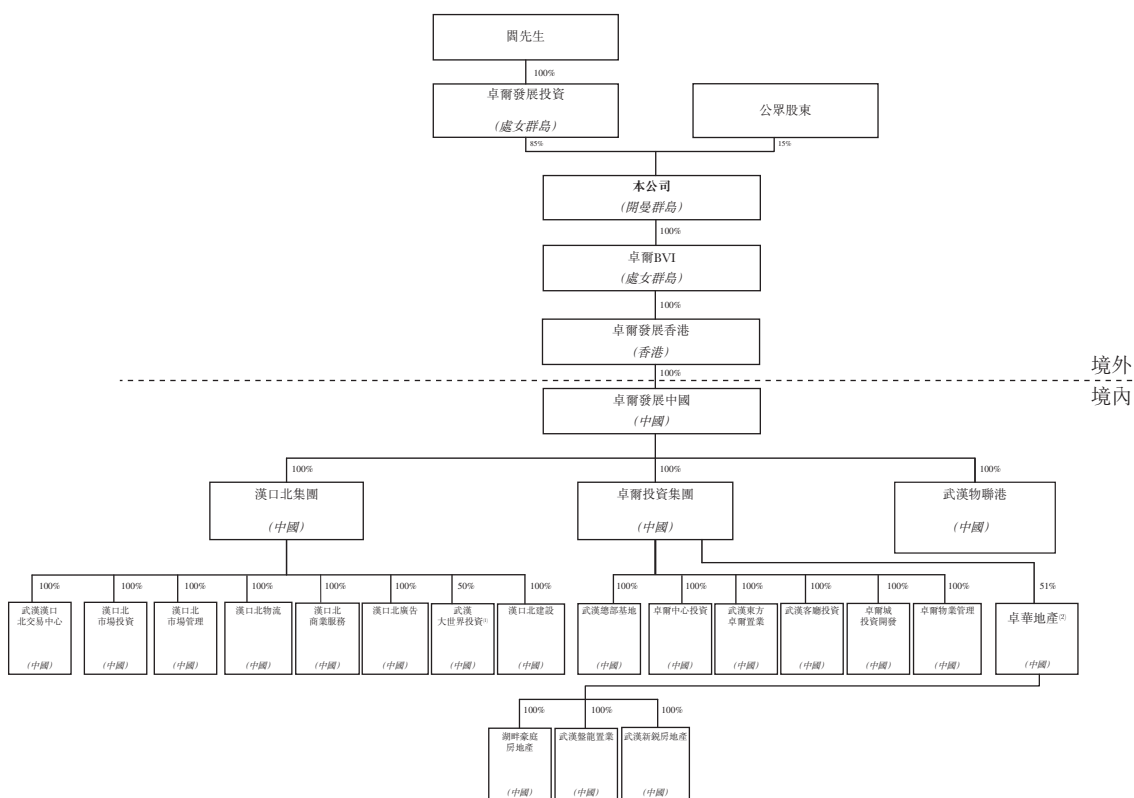 閻先生
100%
卓爾發展投資
(處女群島)
公眾股東
85%
15%
本公司
(開曼群島)
100%
卓爾BVI
(處女群島)
100%
卓爾發展香港
(香港)
100%
境外
境內
卓爾發展中國
(中國)
100%
100%
100%
漢口北集團
(中國)
卓爾投資集團
(中國)
武漢物聯港
(中國)
100%
100%
100%
100%
100%
100%
50%
100%
100%
100%
100%
100%
100%
100%
51%
武漢漢口
北交易中心
(中國)
漢口北
市場投資
(中國)
漢口北
市場管理
(中國)
漢口北物流
(中國)
漢口北
商業服務
(中國)
漢口北廣告
(中國)
武漢
大世界投資(1)
(中國)
漢口北建設
(中國)
武漢總部基地
(中國)
卓爾中心投資
(中國)
武漢東方
卓爾置業
(中國)
武漢客廳投資
(中國)
卓爾城
投資開發
(中國)
卓爾物業管理
(中國)
卓華地產(2)
(中國)
100%
100%
100%
湖畔豪庭
房地產
(中國)
武漢盤龍置業
(中國)
武漢新銳房地產
(中國)